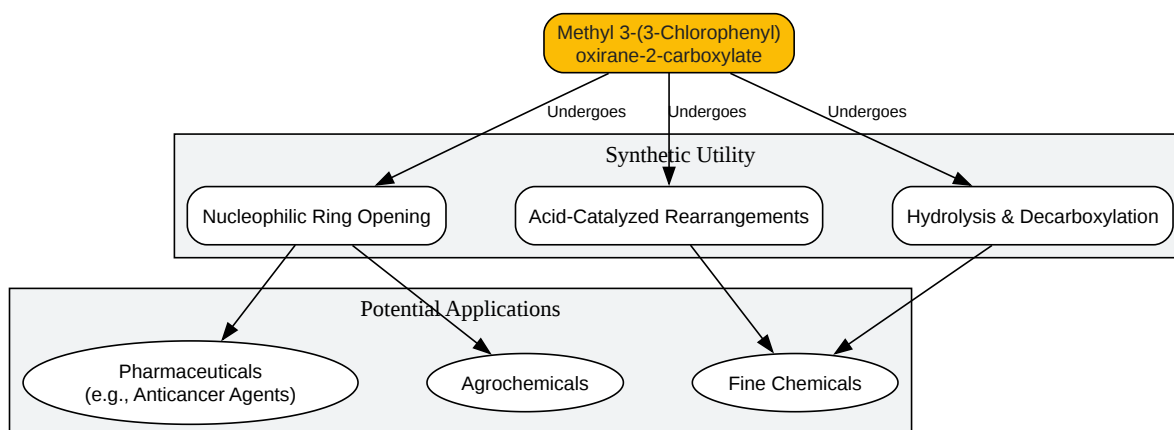 Methyl 3-(3-Chlorophenyl)
oxirane-2-carboxylate
Undergoes
Undergoes
Undergoes
Synthetic Utility
Nucleophilic Ring Opening
Acid-Catalyzed Rearrangements
Hydrolysis & Decarboxylation
Potential Applications
Pharmaceuticals
(e.g., Anticancer Agents)
Agrochemicals
Fine Chemicals